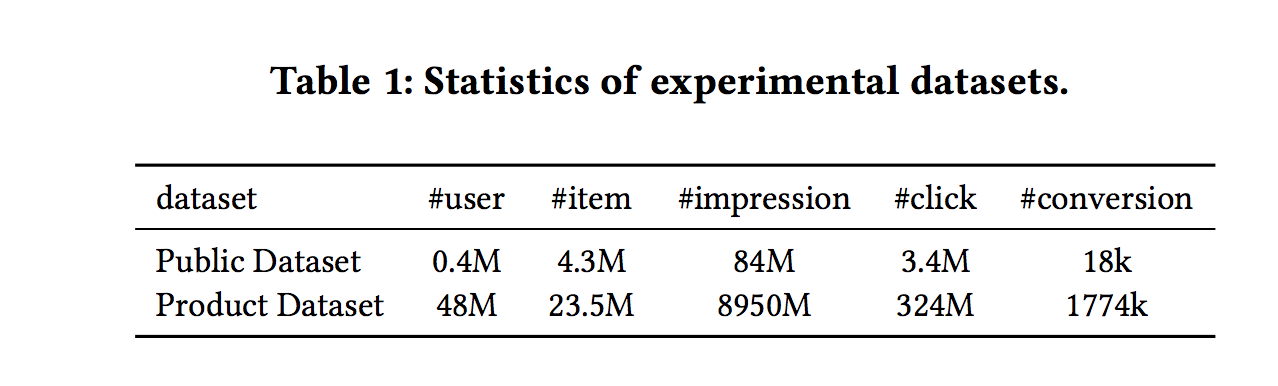 Table 1: Statistics of experimental datasets.
dataset #user #item #impression #click #conversion
Public Dataset 0.4M 4.3M 84M 3.4M 18k
Product Dataset 48M 23.5M 8950M 324M 1774k